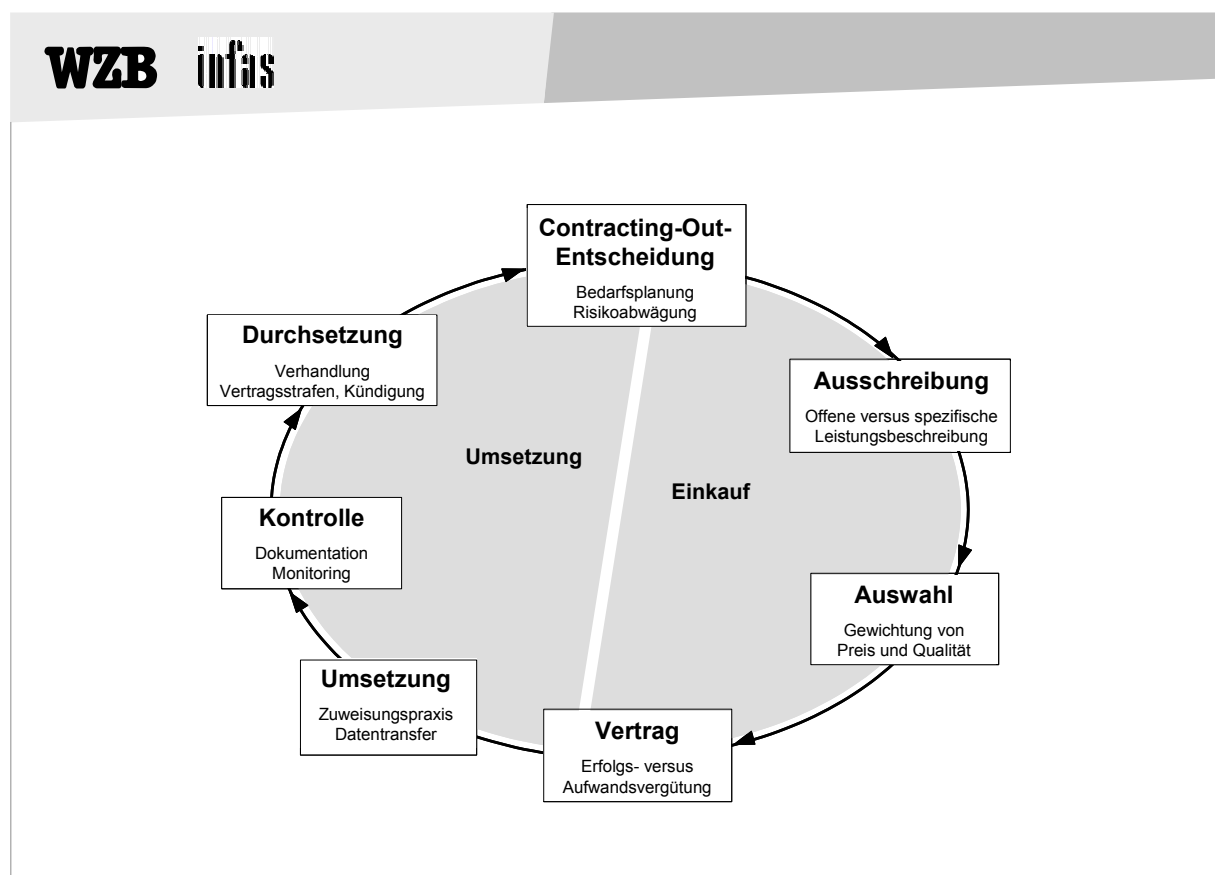 WZB infas
Contracting-Out-
Entscheidung
Bedarfsplanung
Risikoabwägung
Ausschreibung
Offene versus spezifische
Leistungsbeschreibung
Auswahl
Gewichtung von
Preis und Qualität
Vertrag
Erfolgs- versus
Aufwandsvergütung
Umsetzung
Zuweisungspraxis
Datentransfer
Kontrolle
Dokumentation
Monitoring
Durchsetzung
Verhandlung
Vertragsstrafen, Kündigung
Umsetzung
Einkauf